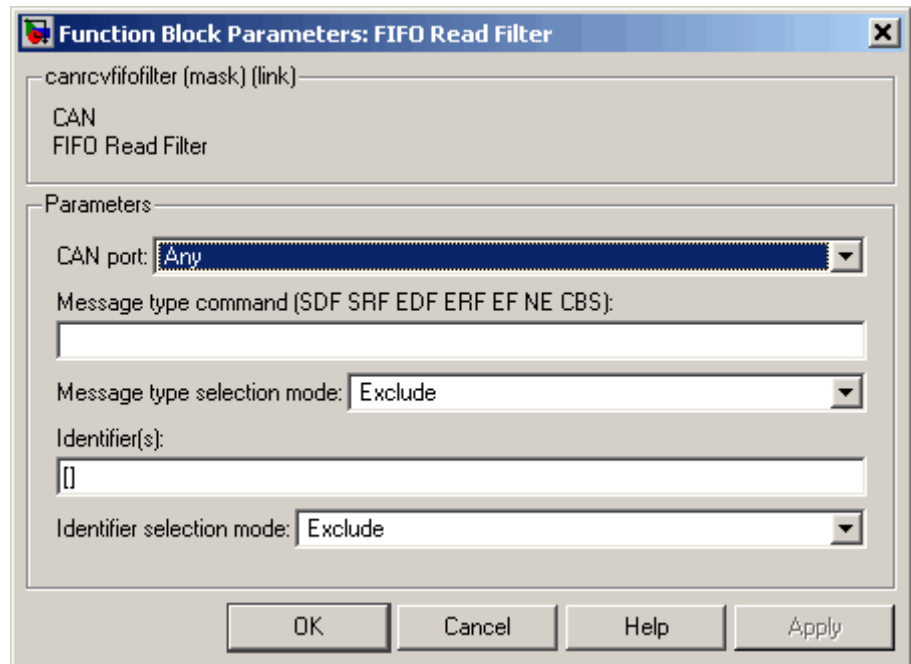 Function Block Parameters: FIFO Read Filter
canrcvfifofilter (mask) (link)
CAN
FIFO Read Filter
Parameters
CAN port: Any
Message type command (SDF SRF EDF ERF EF NE CBS):
Message type selection mode: Exclude
Identifier(s):
[]
Identifier selection mode: Exclude
OK Cancel Help Apply